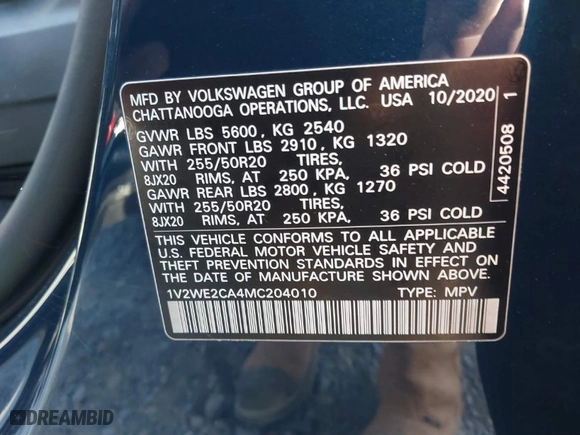 MFD BY VOLKSWAGEN GROUP OF AMERICA
CHATTANOOGA OPERATIONS, LLC. USA 10/2020
GVWR LBS 5600, KG 2540
GAWR FRONT LBS 2910, KG 1320
WITH 255/50R20 TIRES,
8JX20 RIMS, AT 250 KPA, 36 PSI COLD
GAWR REAR LBS 2800, KG 1270
WITH 255/50R20 TIRES,
8JX20 RIMS, AT 250 KPA, 36 PSI COLD
THIS VEHICLE CONFORMS TO ALL APPLICABLE
U.S. FEDERAL MOTOR VEHICLE SAFETY AND
THEFT PREVENTION STANDARDS IN EFFECT ON
THE DATE OF MANUFACTURE SHOWN ABOVE.
1V2WE2CA4MC204010 TYPE: MPV
4420508 1
DREAMBID